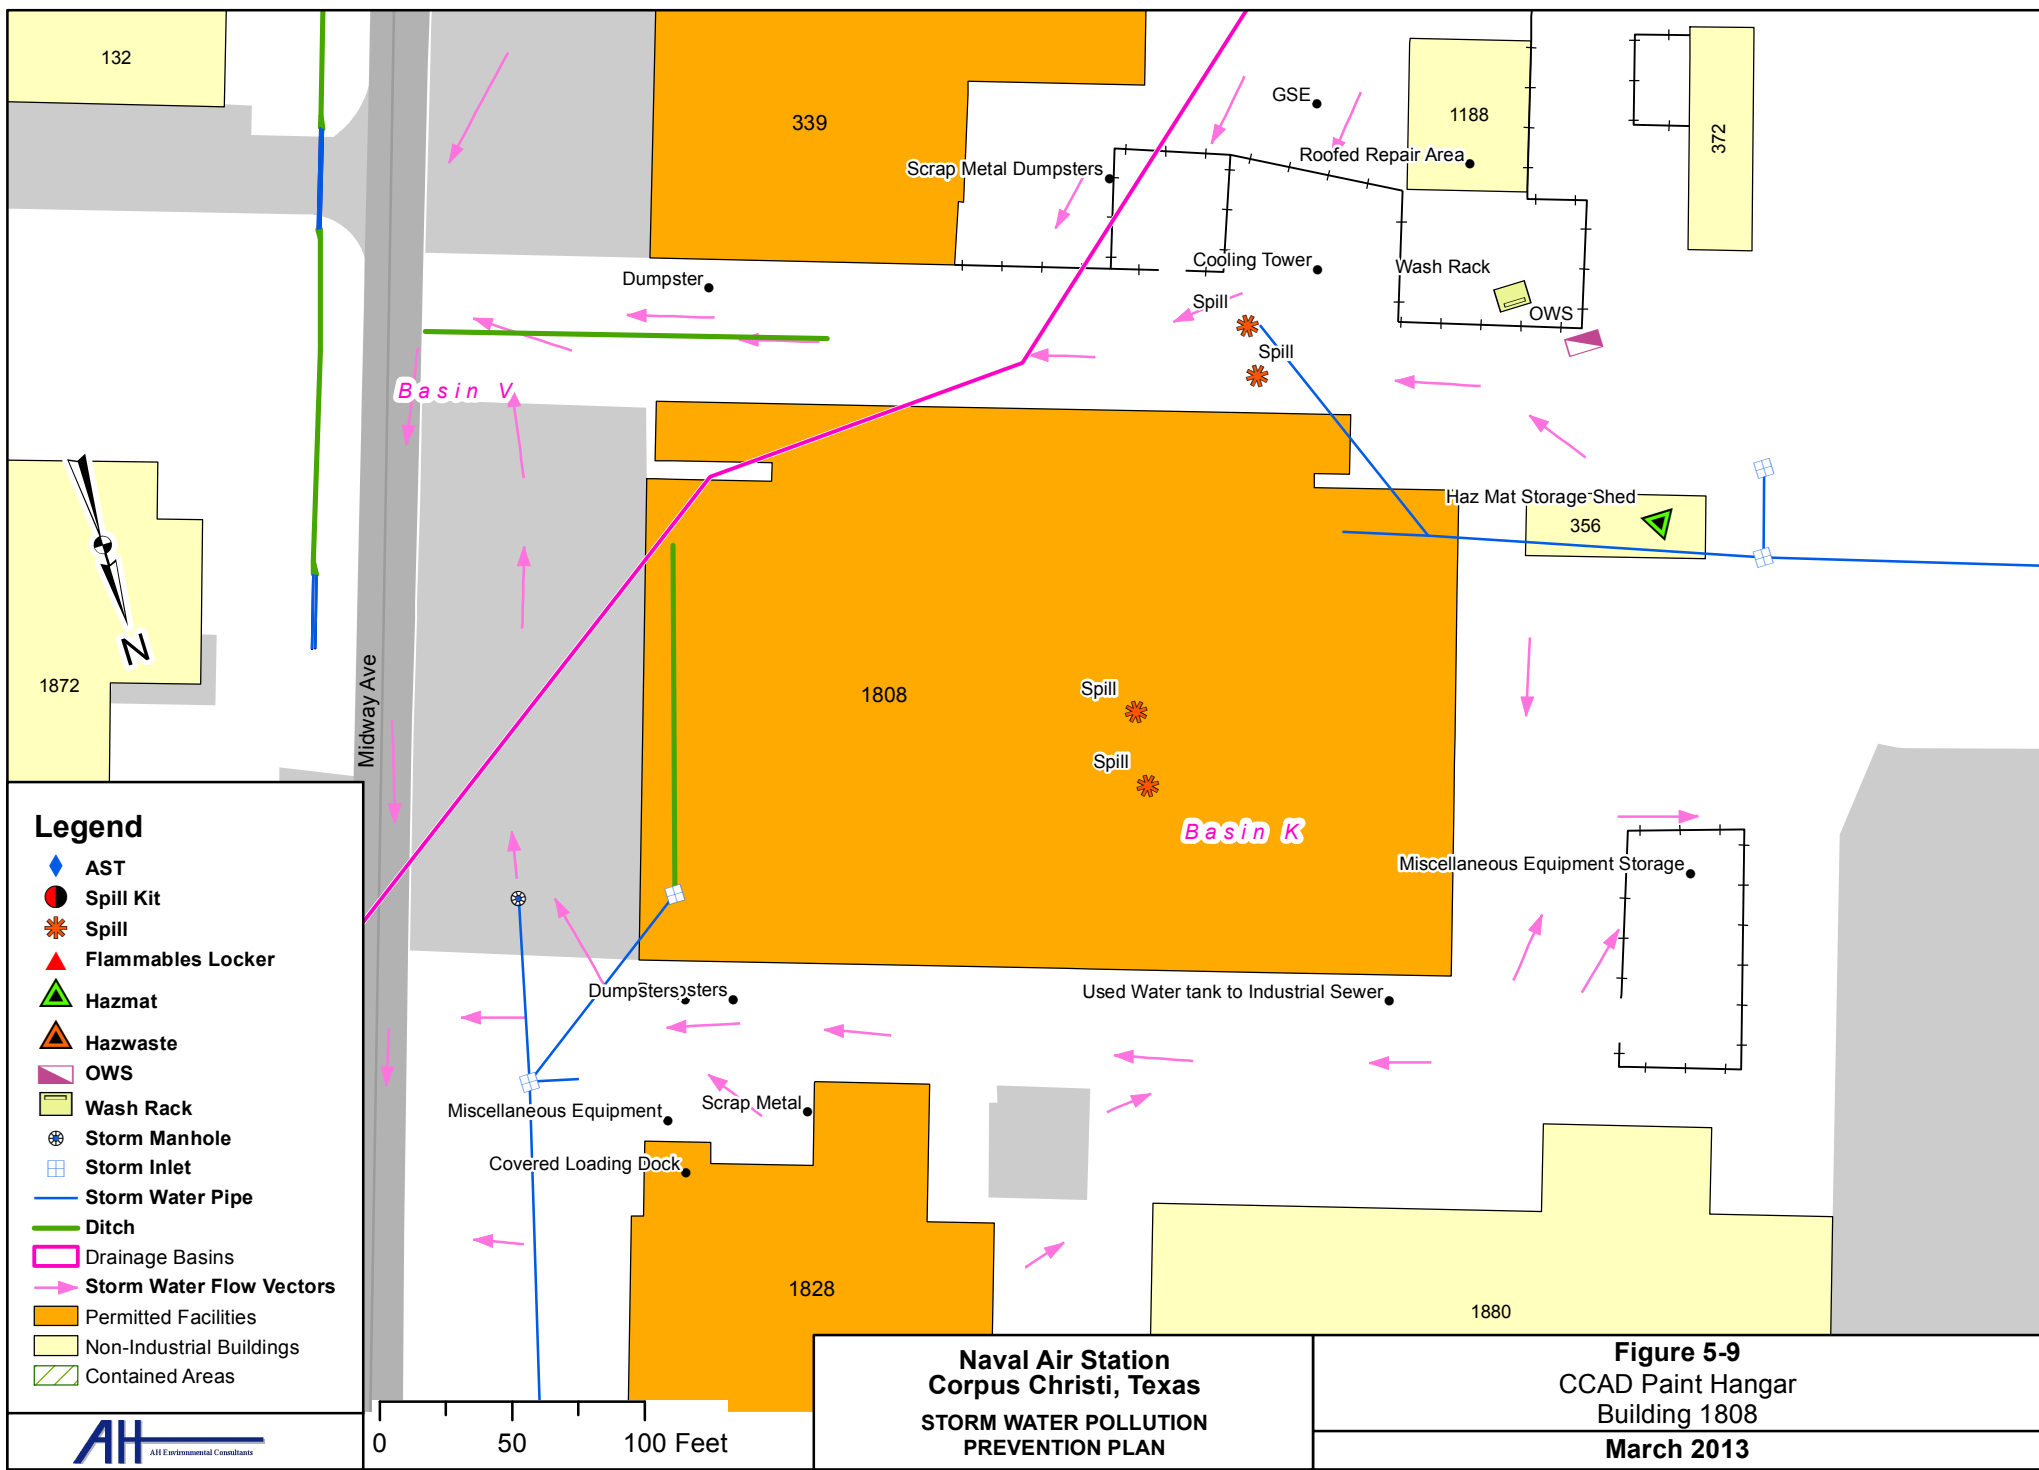 132
339
GSE
1188
372
Roofed Repair Area
Scrap Metal Dumpsters
Cooling Tower
Wash Rack
Dumpster
Spill
OWS
Spill
Basin V
Haz Mat Storage Shed
356
N
1872
Midway Ave
1808
Spill
Spill
Basin K
Miscellaneous Equipment Storage
Dumpsters
Used Water tank to Industrial Sewer
Miscellaneous Equipment
Scrap Metal
Covered Loading Dock
1828
1880
Legend
AST
Spill Kit
Spill
Flammables Locker
Hazmat
Hazwaste
OWS
Wash Rack
Storm Manhole
Storm Inlet
Storm Water Pipe
Ditch
Drainage Basins
Storm Water Flow Vectors
Permitted Facilities
Non-Industrial Buildings
Contained Areas
AH AH Environmental Consultants
0 50 100 Feet
Naval Air Station
Corpus Christi, Texas
STORM WATER POLLUTION
PREVENTION PLAN
Figure 5-9
CCAD Paint Hangar
Building 1808
March 2013